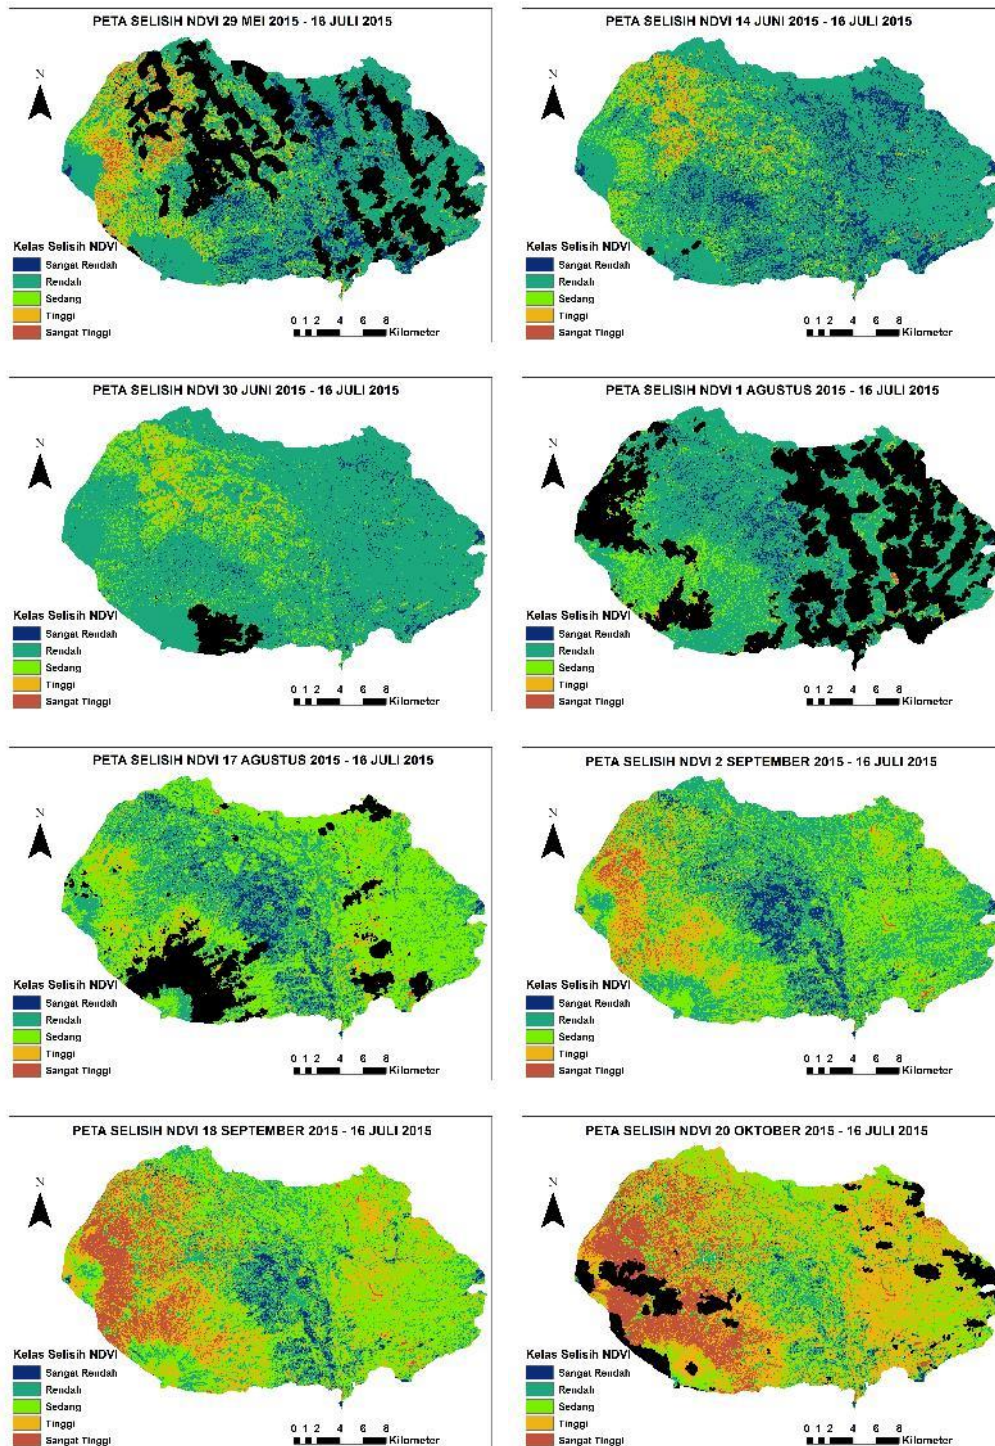 PETA SELISIH NDVI 29 MEI 2015 - 16 JULI 2015
N
Kelas Selisih NDVI
Sangat Rendah
Rendah
Sedang
Tinggi
Sangat Tinggi
0 1 2 4 6 8
Kilometer
PETA SELISIH NDVI 14 JUNI 2015 - 16 JULI 2015
N
Kelas Selisih NDVI
Sangat Rendah
Rendah
Sedang
Tinggi
Sangat Tinggi
0 1 2 4 6 8
Kilometer
PETA SELISIH NDVI 30 JUNI 2015 - 16 JULI 2015
N
Kelas Selisih NDVI
Sangat Rendah
Rendah
Sedang
Tinggi
Sangat Tinggi
0 1 2 4 6 8
Kilometer
PETA SELISIH NDVI 1 AGUSTUS 2015 - 16 JULI 2015
N
Kelas Selisih NDVI
Sangat Rendah
Rendah
Sedang
Tinggi
Sangat Tinggi
0 1 2 4 6 8
Kilometer
PETA SELISIH NDVI 17 AGUSTUS 2015 - 16 JULI 2015
N
Kelas Selisih NDVI
Sangat Rendah
Rendah
Sedang
Tinggi
Sangat Tinggi
0 1 2 4 6 8
Kilometer
PETA SELISIH NDVI 2 SEPTEMBER 2015 - 16 JULI 2015
N
Kelas Selisih NDVI
Sangat Rendah
Rendah
Sedang
Tinggi
Sangat Tinggi
0 1 2 4 6 8
Kilometer
PETA SELISIH NDVI 18 SEPTEMBER 2015 - 16 JULI 2015
N
Kelas Selisih NDVI
Sangat Rendah
Rendah
Sedang
Tinggi
Sangat Tinggi
0 1 2 4 6 8
Kilometer
PETA SELISIH NDVI 20 OKTOBER 2015 - 16 JULI 2015
N
Kelas Selisih NDVI
Sangat Rendah
Rendah
Sedang
Tinggi
Sangat Tinggi
0 1 2 4 6 8
Kilometer